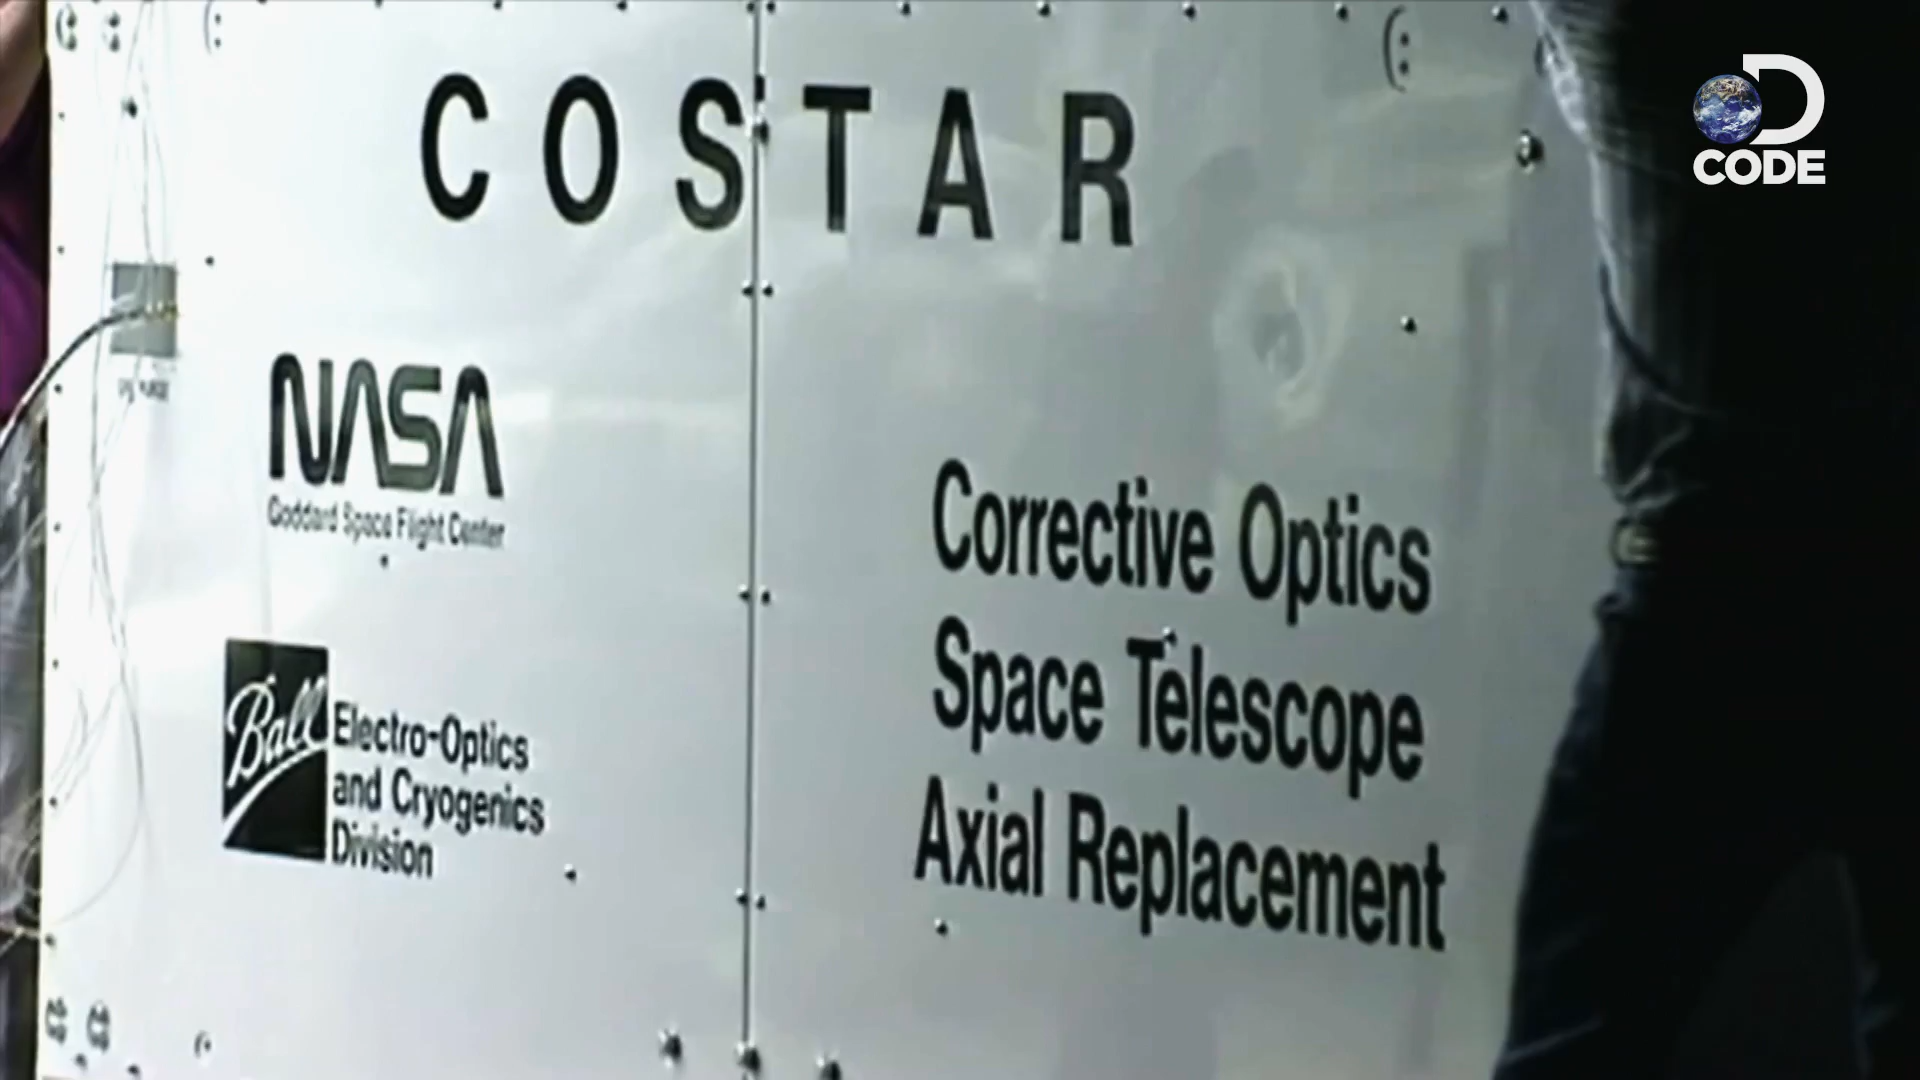 COSTAR
NASA
Goddard Space Flight Center
Ball
Electro-Optics
and Cryogenics
Division
Corrective Optics
Space Telescope
Axial Replacement
D
CODE